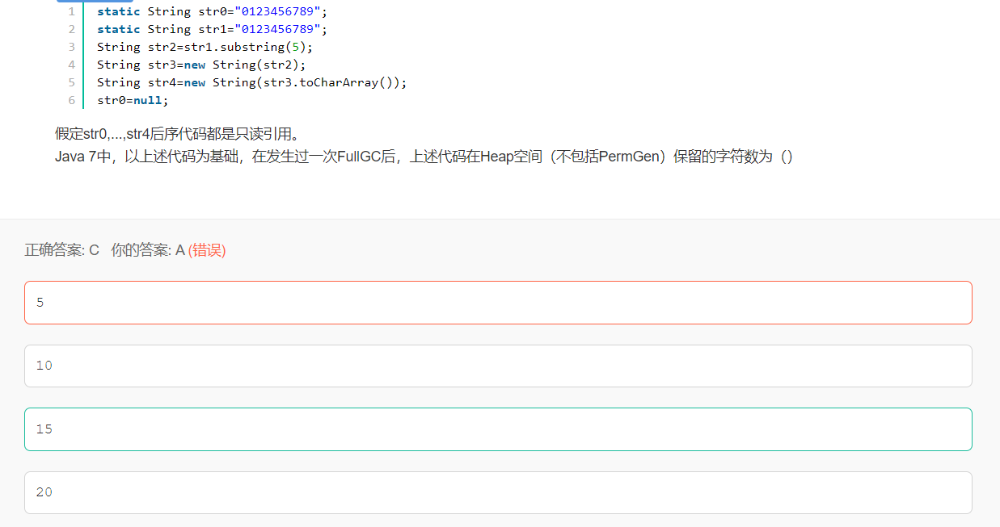 1 static String str0="0123456789";
2 static String str1="0123456789";
3 String str2=str1.substring(5);
4 String str3=new String(str2);
5 String str4=new String(str3.toCharArray());
6 str0=null;
假定str0,...,str4后序代码都是只读引用。
Java 7中，以上述代码为基础，在发生过一次FullGC后，上述代码在Heap空间（不包括PermGen）保留的字符数为（）
正确答案: C 你的答案: A (错误)
5
10
15
20